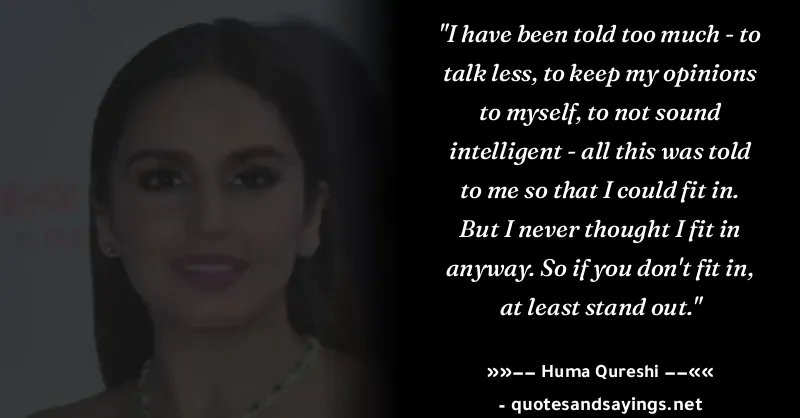 "I have been told too much - to
talk less, to keep my opinions
to myself, to not sound
intelligent - all this was told
to me so that I could fit in.
But I never thought I fit in
anyway. So if you don't fit in,
at least stand out."
»»−− Huma Qureshi −−««
- quotesandsayings.net